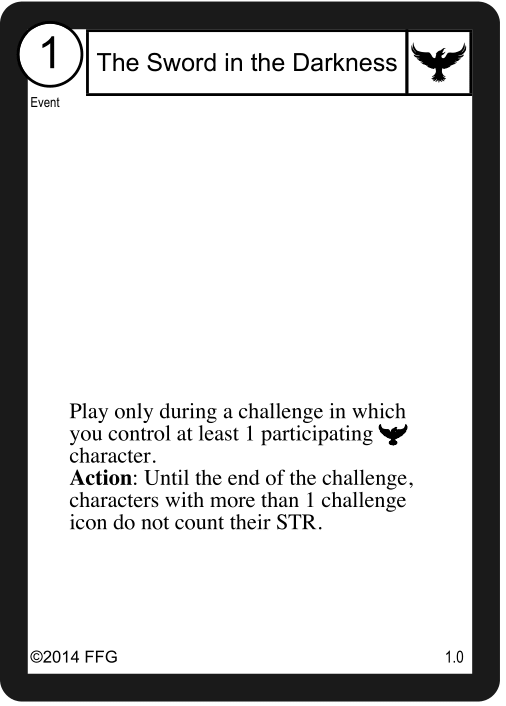 1
The Sword in the Darkness
Event
Play only during a challenge in which
you control at least 1 participating
character.
Action: Until the end of the challenge,
characters with more than 1 challenge
icon do not count their STR.
©2014 FFG
1.0